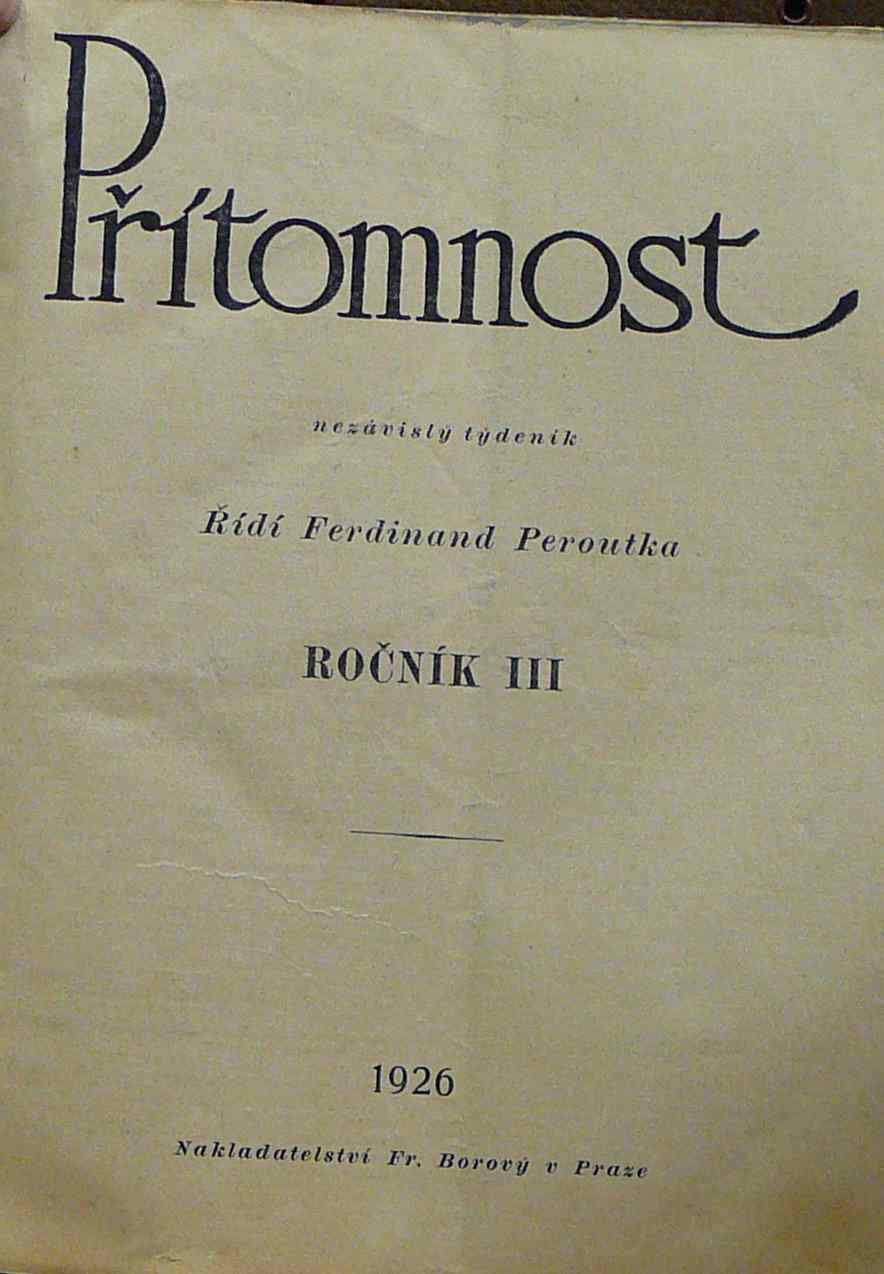 Přítomnost
nezávislý týdeník
Řídí Ferdinand Peroutka
ROČNÍK III
1926
Nakladatelství Fr. Borový v Praze